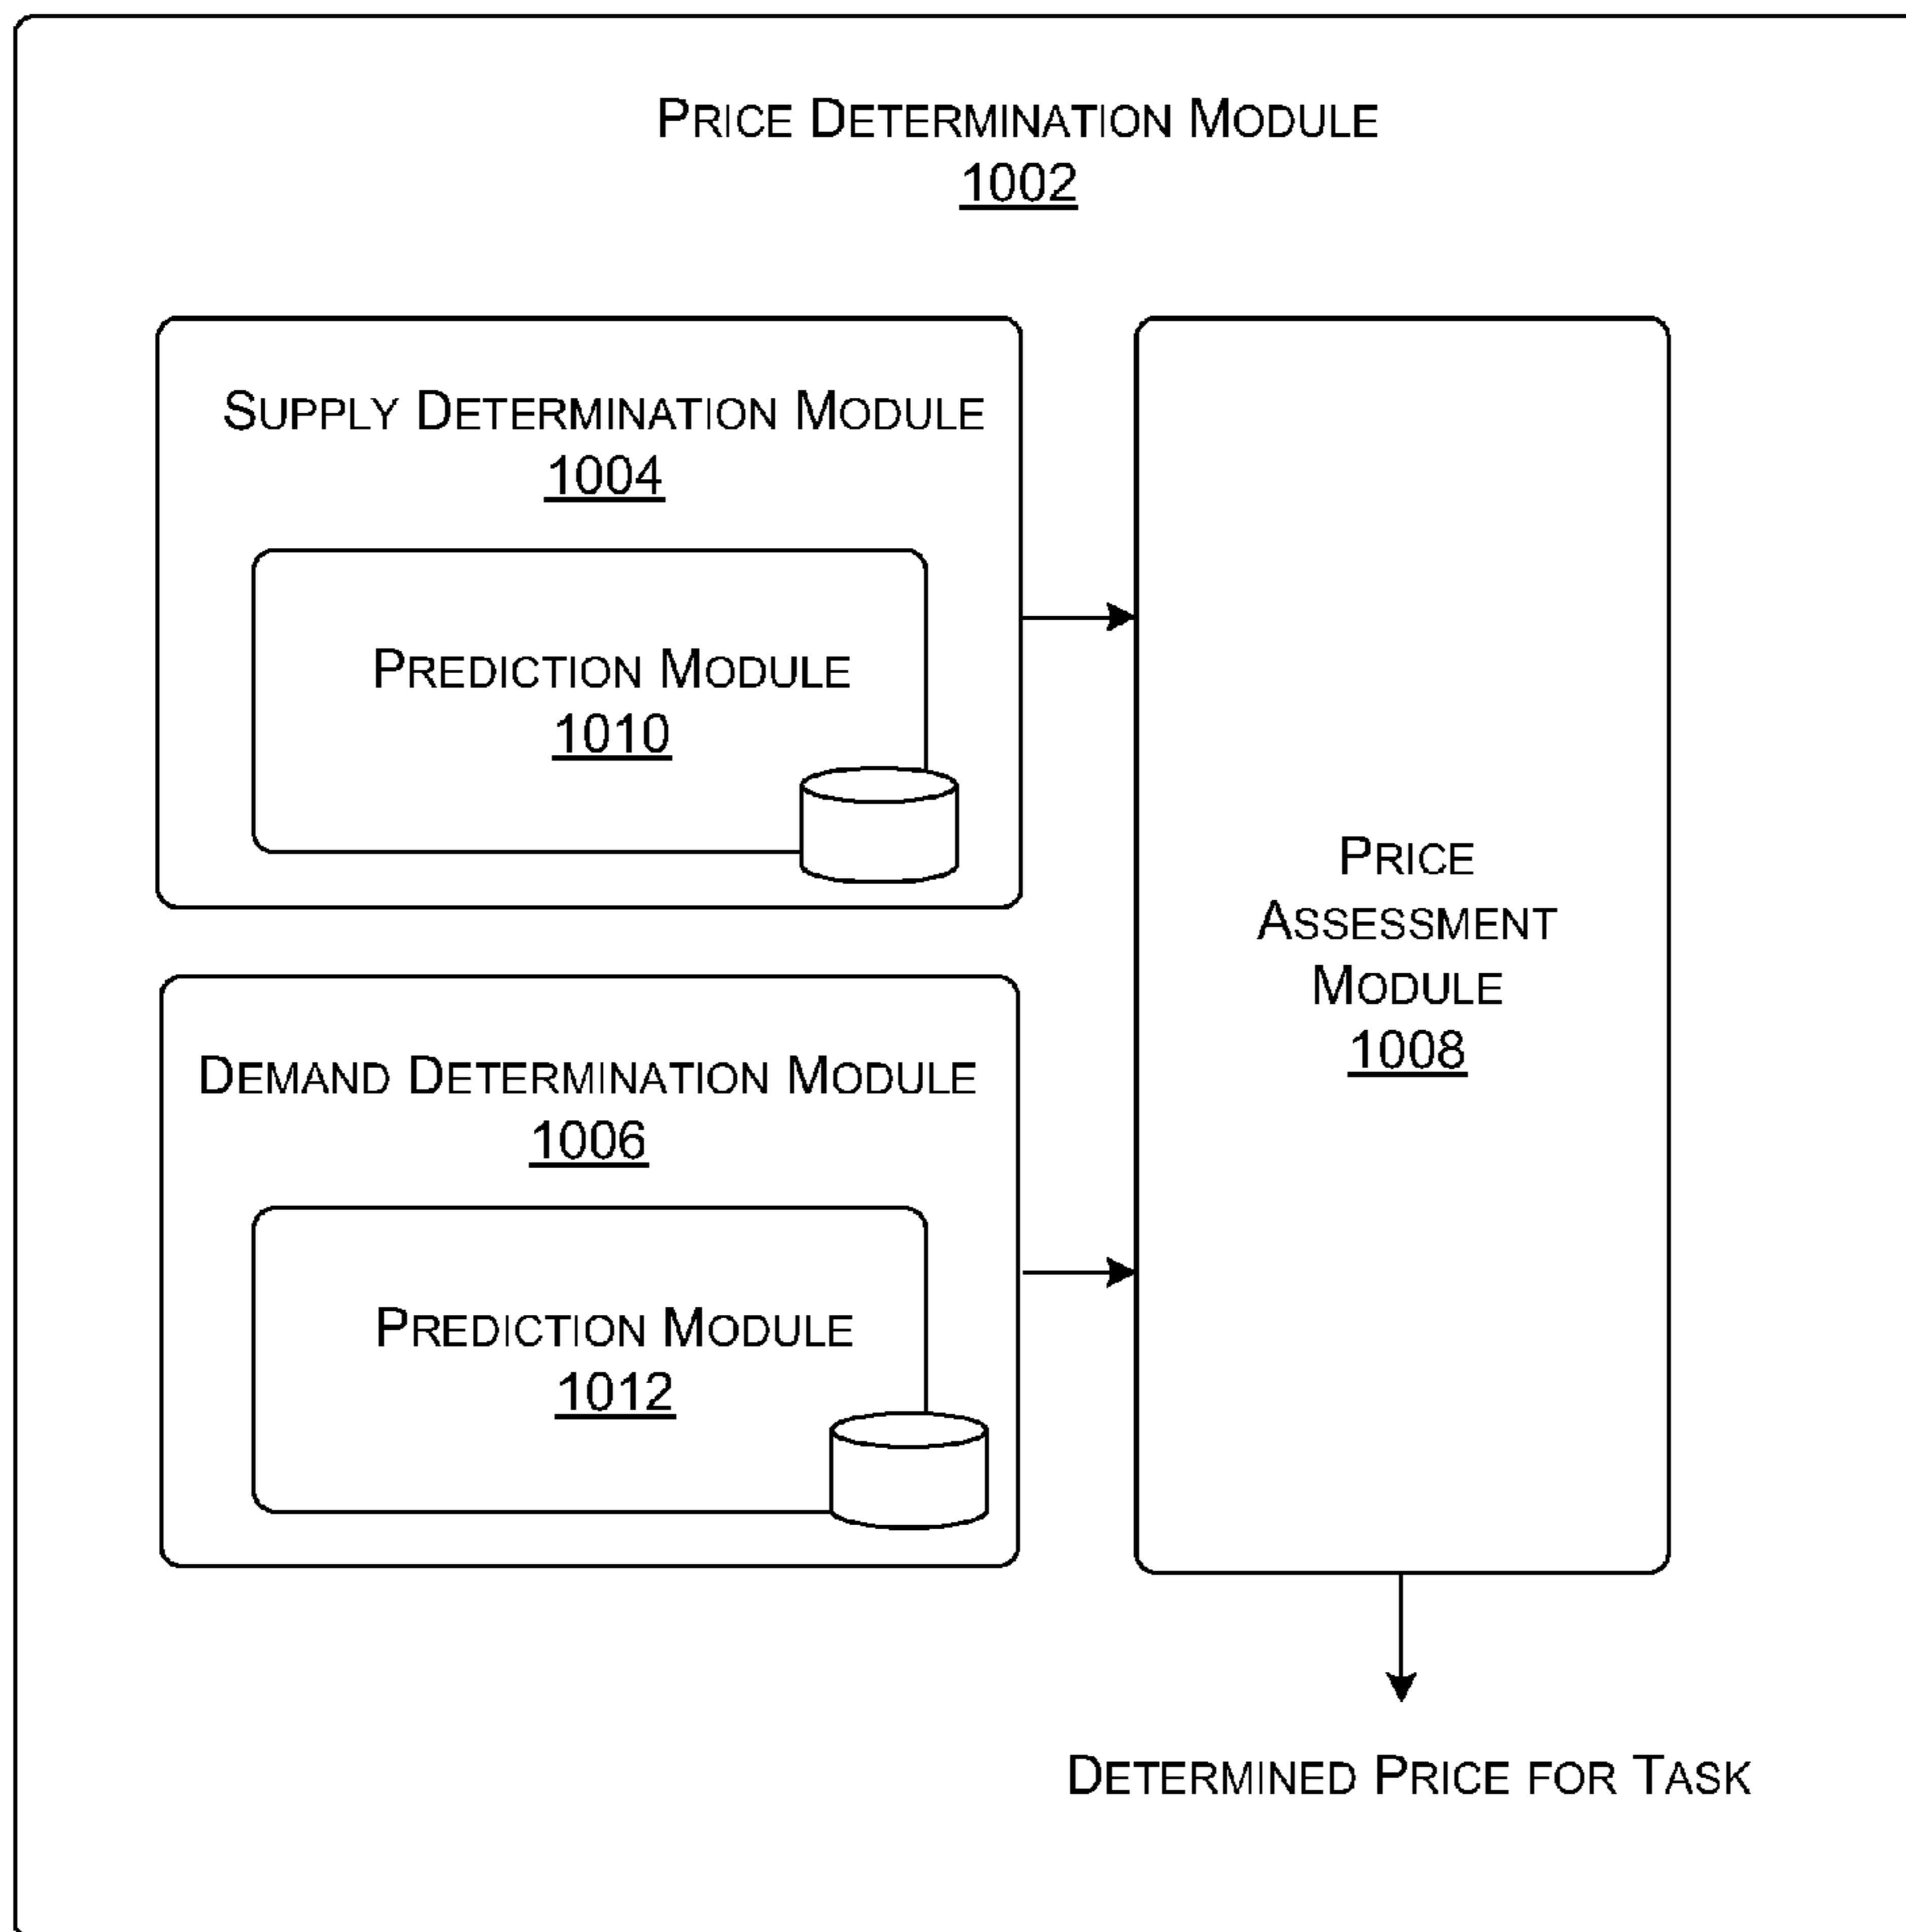 PRICE DETERMINATION MODULE
1002
SUPPLY DETERMINATION MODULE
1004
PREDICTION MODULE
1010
DEMAND DETERMINATION MODULE
1006
PREDICTION MODULE
1012
PRICE
ASSESSMENT
MODULE
1008
DETERMINED PRICE FOR TASK